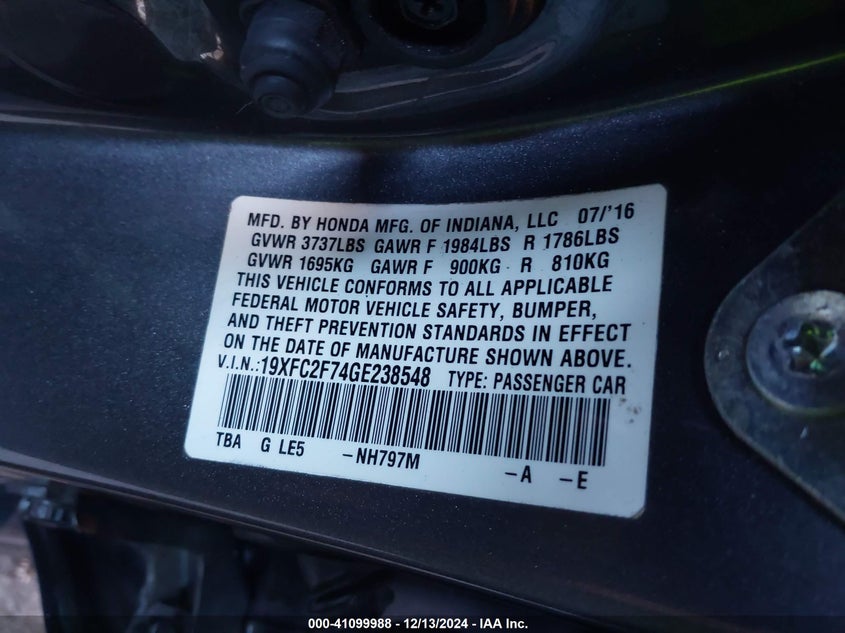 MFD. BY HONDA MFG. OF INDIANA, LLC 07/'16
GVWR 3737LBS GAWR F 1984LBS R 1786LBS
GVWR 1695KG GAWR F 900KG R 810KG
THIS VEHICLE CONFORMS TO ALL APPLICABLE
FEDERAL MOTOR VEHICLE SAFETY, BUMPER,
AND THEFT PREVENTION STANDARDS IN EFFECT
ON THE DATE OF MANUFACTURE SHOWN ABOVE.
V.I.N.:19XFC2F74GE238548 TYPE: PASSENGER CAR
TBA G LE5 -NH797M -A -E
000-41099988 - 12/13/2024 - IAA Inc.